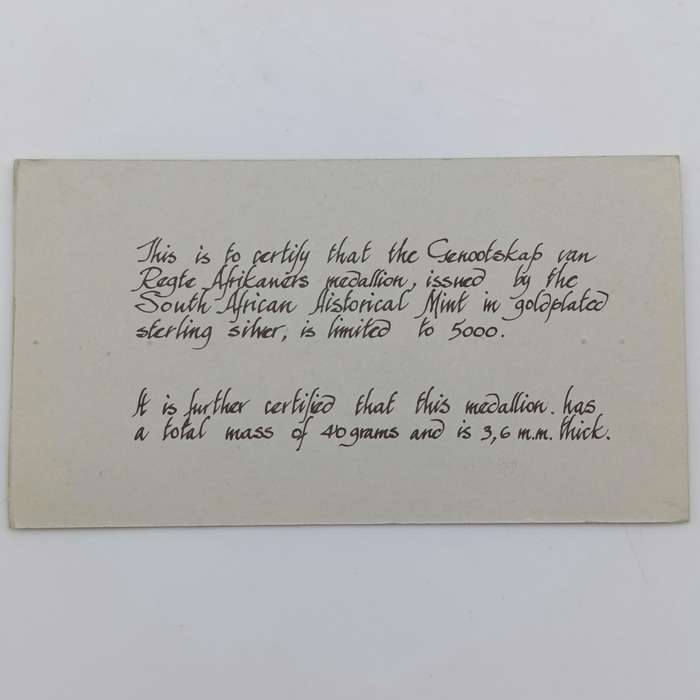 This is to certify that the Genootskap van
Regte Afrikaners medallion, issued by the
South African Historical Mint in goldplated
sterling silver, is limited to 5000.
It is further certified that this medallion. has
a total mass of 40 grams and is 3,6 m.m. thick.